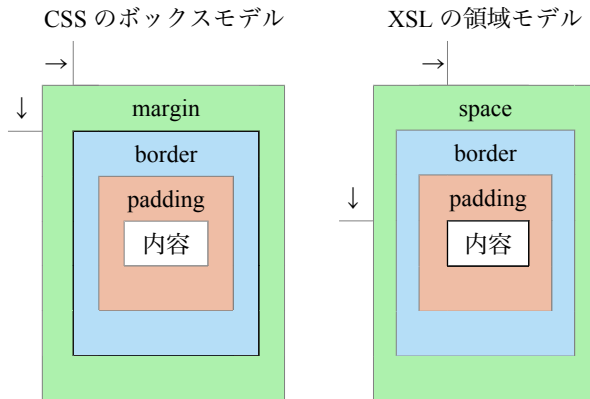 CSS のボックスモデル
→
↓
margin
border
padding
内容
XSL の領域モデル
→
↓
space
border
padding
内容